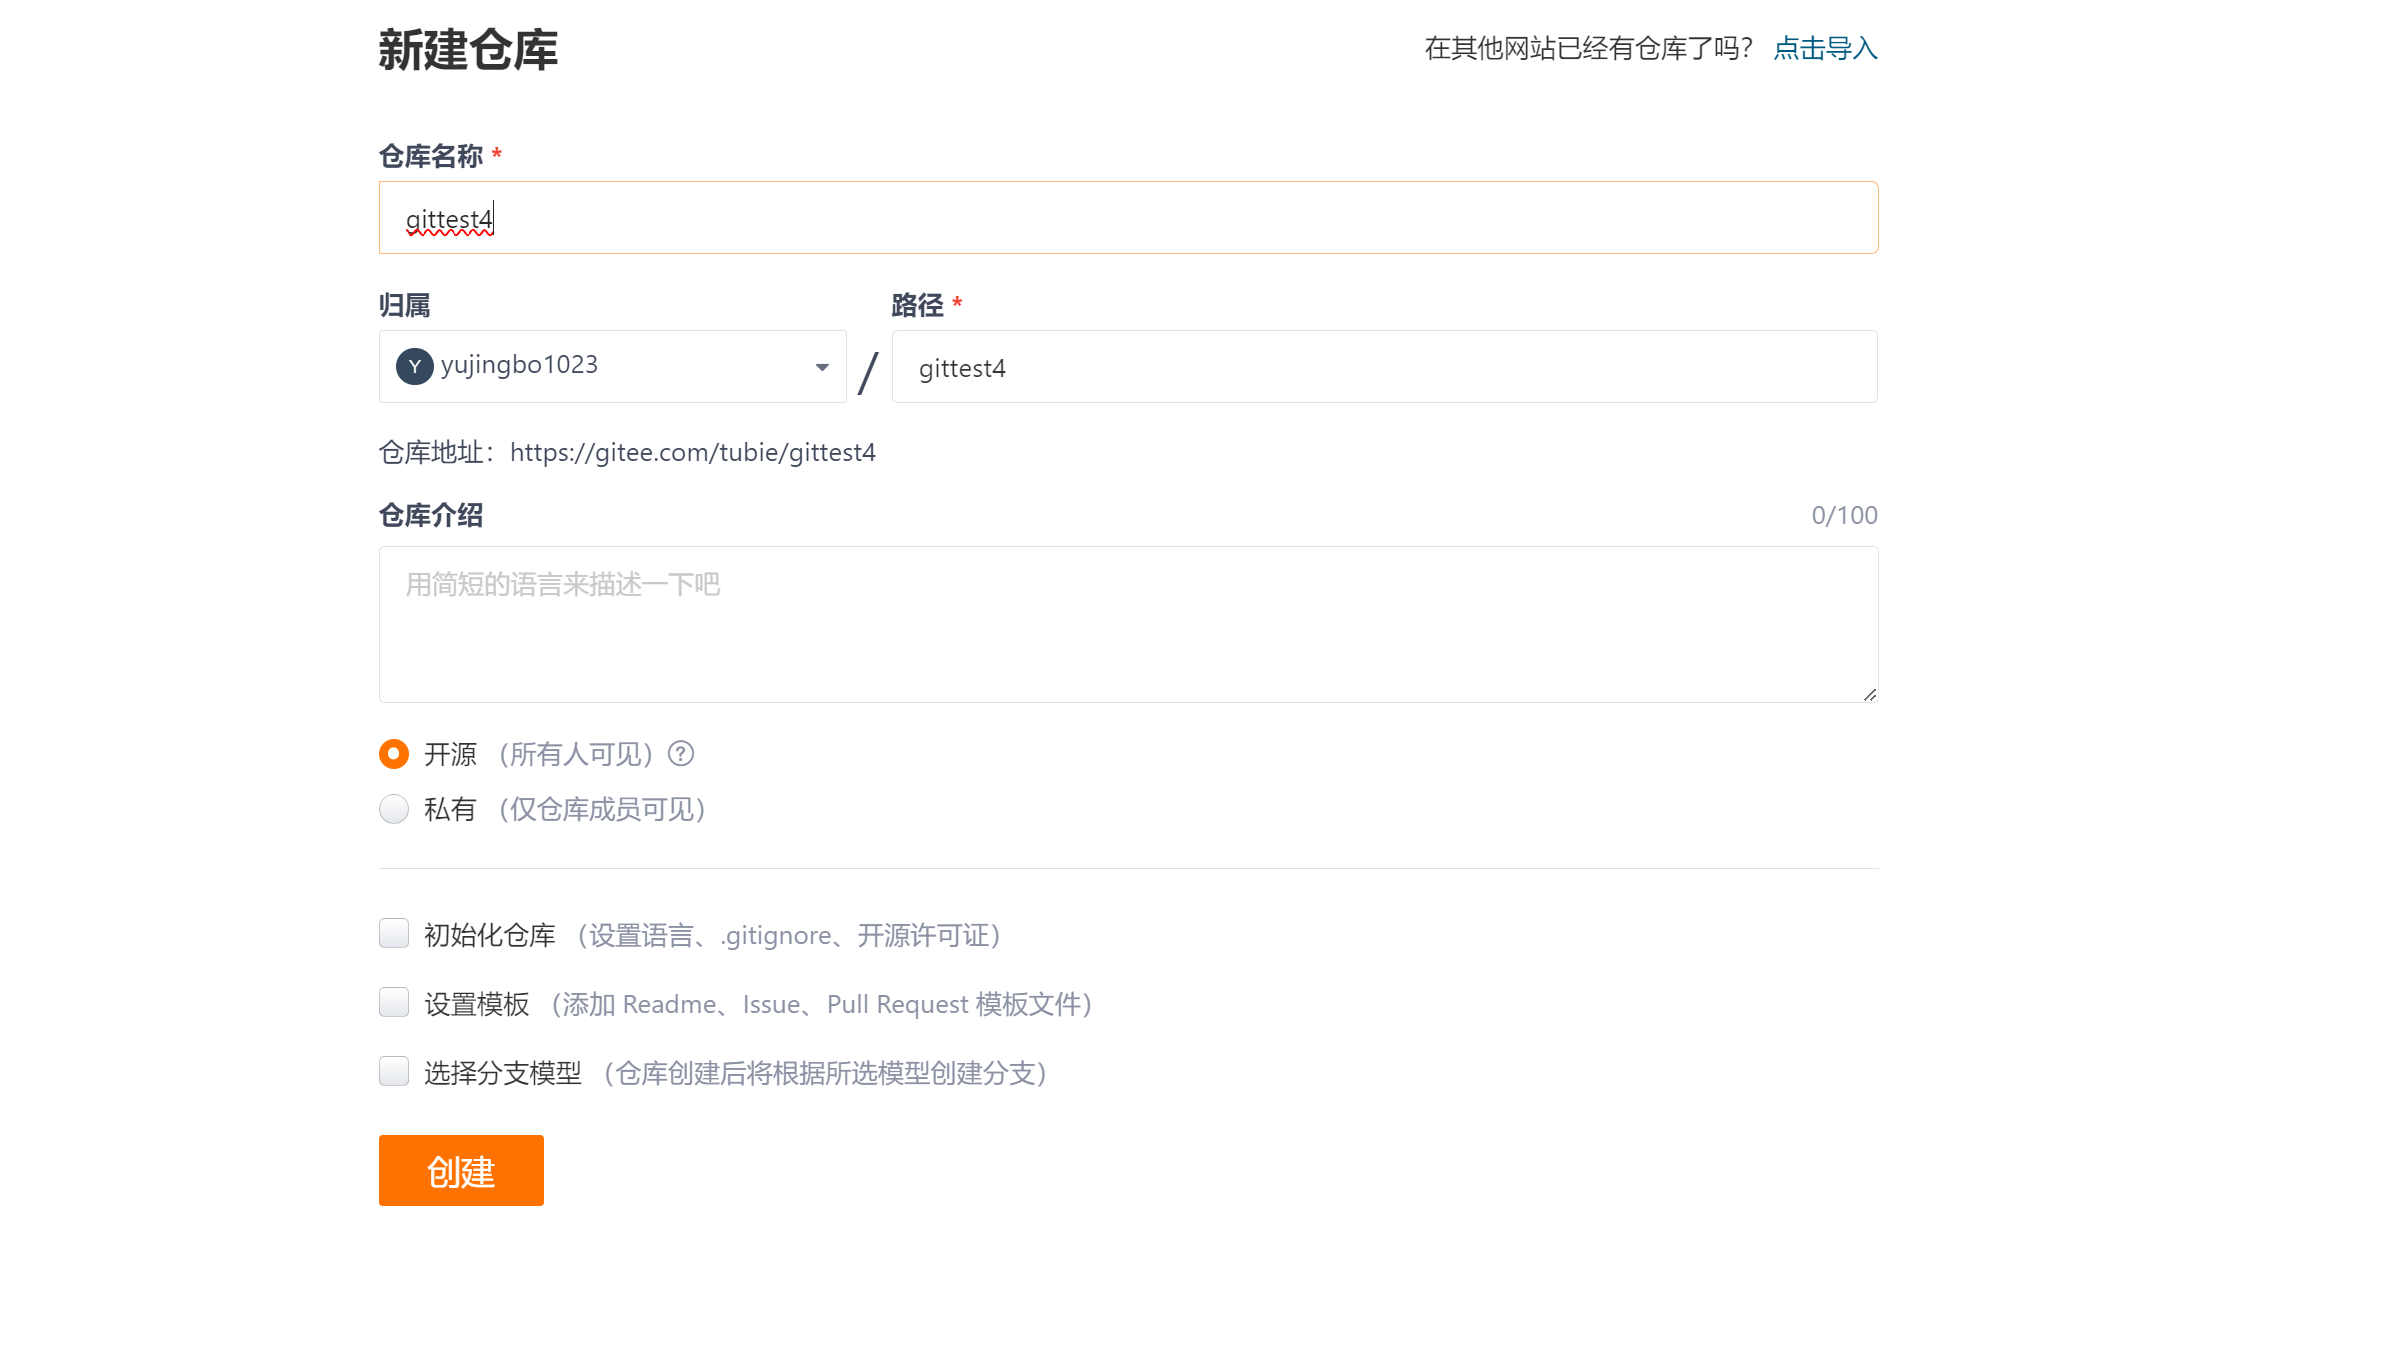 新建仓库
在其他网站已经有仓库了吗? 点击导入
仓库名称 *
gittest4
归属
路径 *
Y yujingbo1023 / gittest4
仓库地址：https://gitee.com/tubie/gittest4
仓库介绍
0/100
用简短的语言来描述一下吧
开源 （所有人可见）?
私有 （仅仓库成员可见）
初始化仓库 （设置语言、.gitignore、开源许可证）
设置模板 （添加 Readme、Issue、Pull Request 模板文件）
选择分支模型 （仓库创建后将根据所选模型创建分支）
创建